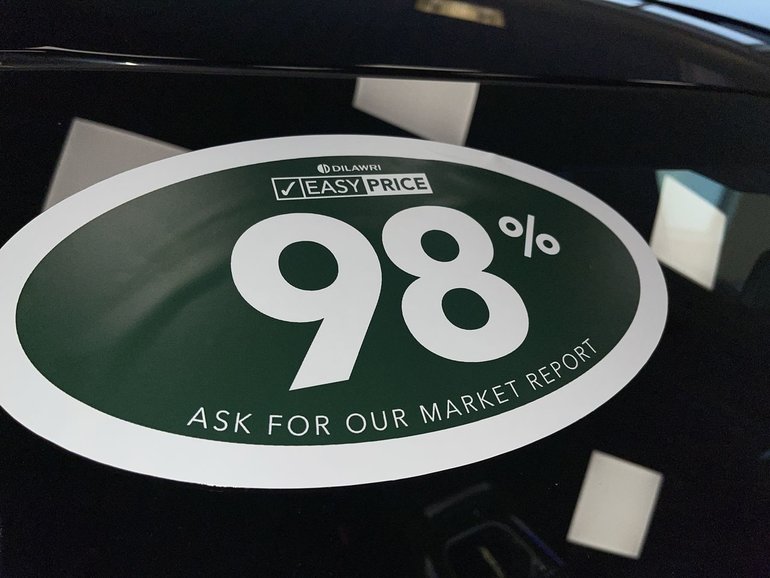 DILAWRI
EASY PRICE
98%
ASK FOR OUR MARKET REPORT